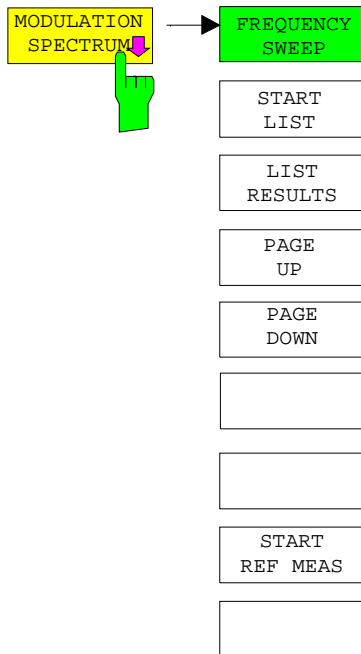 MODULATION
SPECTRUM
FREQUENCY
SWEEP
START
LIST
LIST
RESULTS
PAGE
UP
PAGE
DOWN
START
REF MEAS